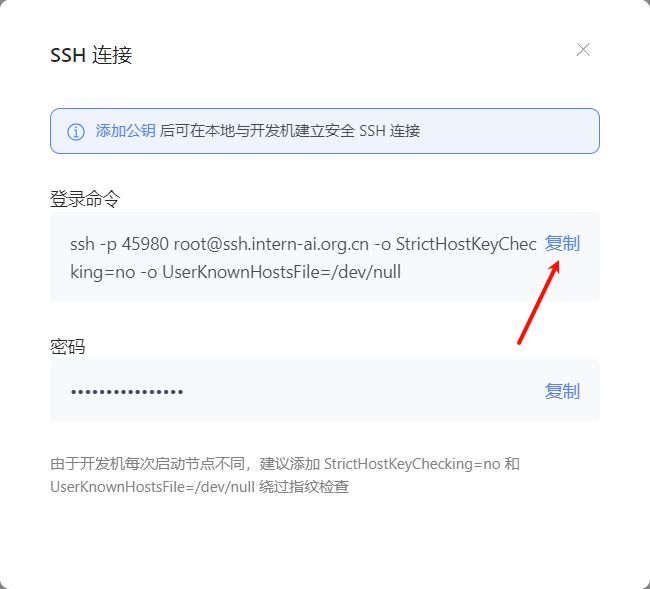 SSH 连接
添加公钥 后可在本地与开发机建立安全 SSH 连接
登录命令
ssh -p 45980 root@ssh.intern-ai.org.cn -o StrictHostKeyChec 复制
king=no -o UserKnownHostsFile=/dev/null
密码
•••••••••••••••• 复制
由于开发机每次启动节点不同，建议添加 StrictHostKeyChecking=no 和
UserKnownHostsFile=/dev/null 绕过指纹检查